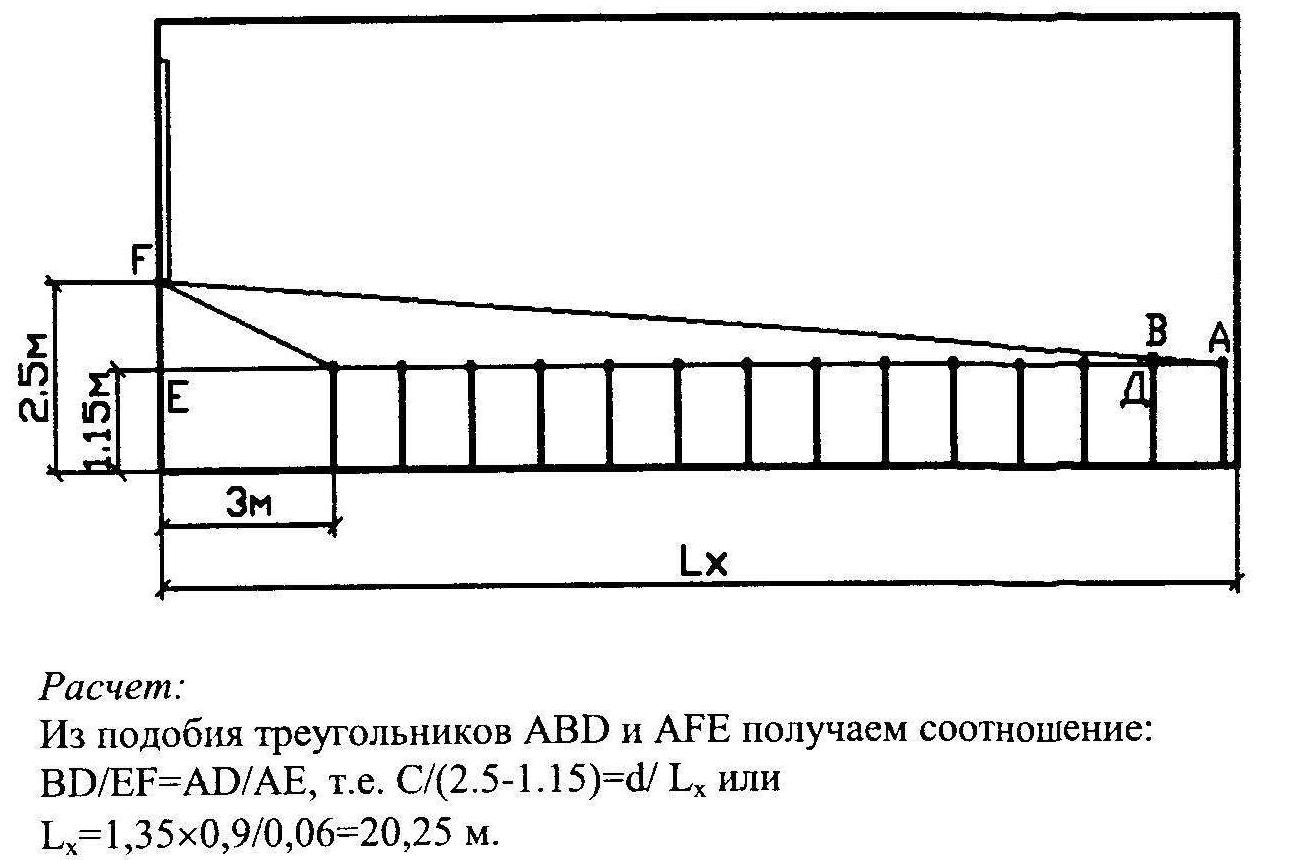 F
B
A
2.5м
1.15м
E
Д
3м
Lx
Расчет:
Из подобия треугольников ABD и AFE получаем соотношение:
BD/EF=AD/AE, т.е. C/(2.5-1.15)=d/ Lₓ или
Lₓ=1,35×0,9/0,06=20,25 м.